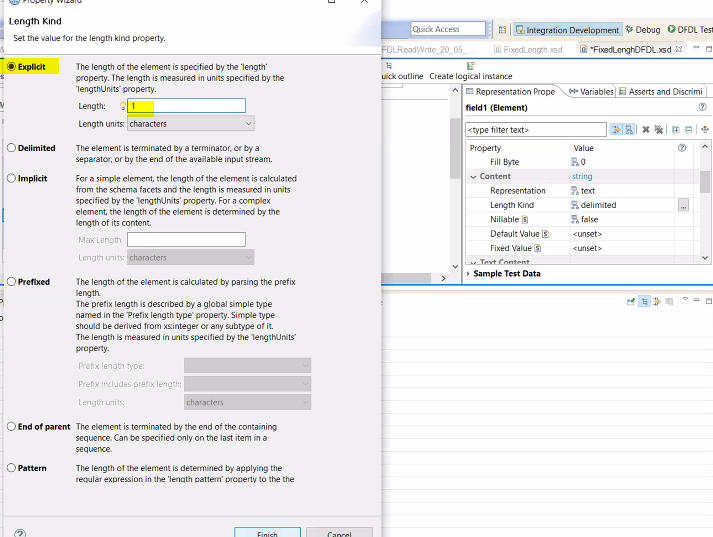 Property Wizard
Length Kind
Set the value for the length kind property.
Explicit
The length of the element is specified by the 'length'
property. The length is measured in units specified by the
'lengthUnits' property.
Length: 1
Length units: characters
Delimited
The element is terminated by a terminator, or by a
separator, or by the end of the available input stream.
Implicit
For a simple element, the length of the element is calculated
from the schema facets and the length is measured in units
specified by the 'lengthUnits' property. For a complex
element, the length of the element is determined by the
length of its content.
Max Length:
Length units: characters
Prefixed
The length of the element is calculated by parsing the prefix
length.
The prefix length is described by a global simple type
named in the 'Prefix length type' property. Simple type
should be derived from xs:integer or any subtype of it.
The length is measured in units specified by the 'lengthUnits'
property.
Prefix length type:
Prefix includes prefix length:
Length units: characters
End of parent
The element is terminated by the end of the containing
sequence. Can be specified only on the last item in a
sequence.
Pattern
The length of the element is determined by applying the
regular expression in the 'length pattern' property to the the
Finish Cancel
Quick Access
Integration Development Debug DFDL Test
FDLReadWrite_20_05_... FixedLength.xsd *FixedLenghDFDL.xsd
uick outline Create logical instance
Representation Prope Variables Asserts and Discrimi
field1 (Element)
<type filter text>
Property Value
Fill Byte 0
Content string
Representation text
Length Kind delimited ...
Nillable false
Default Value <unset>
Fixed Value <unset>
Text Content
Sample Test Data